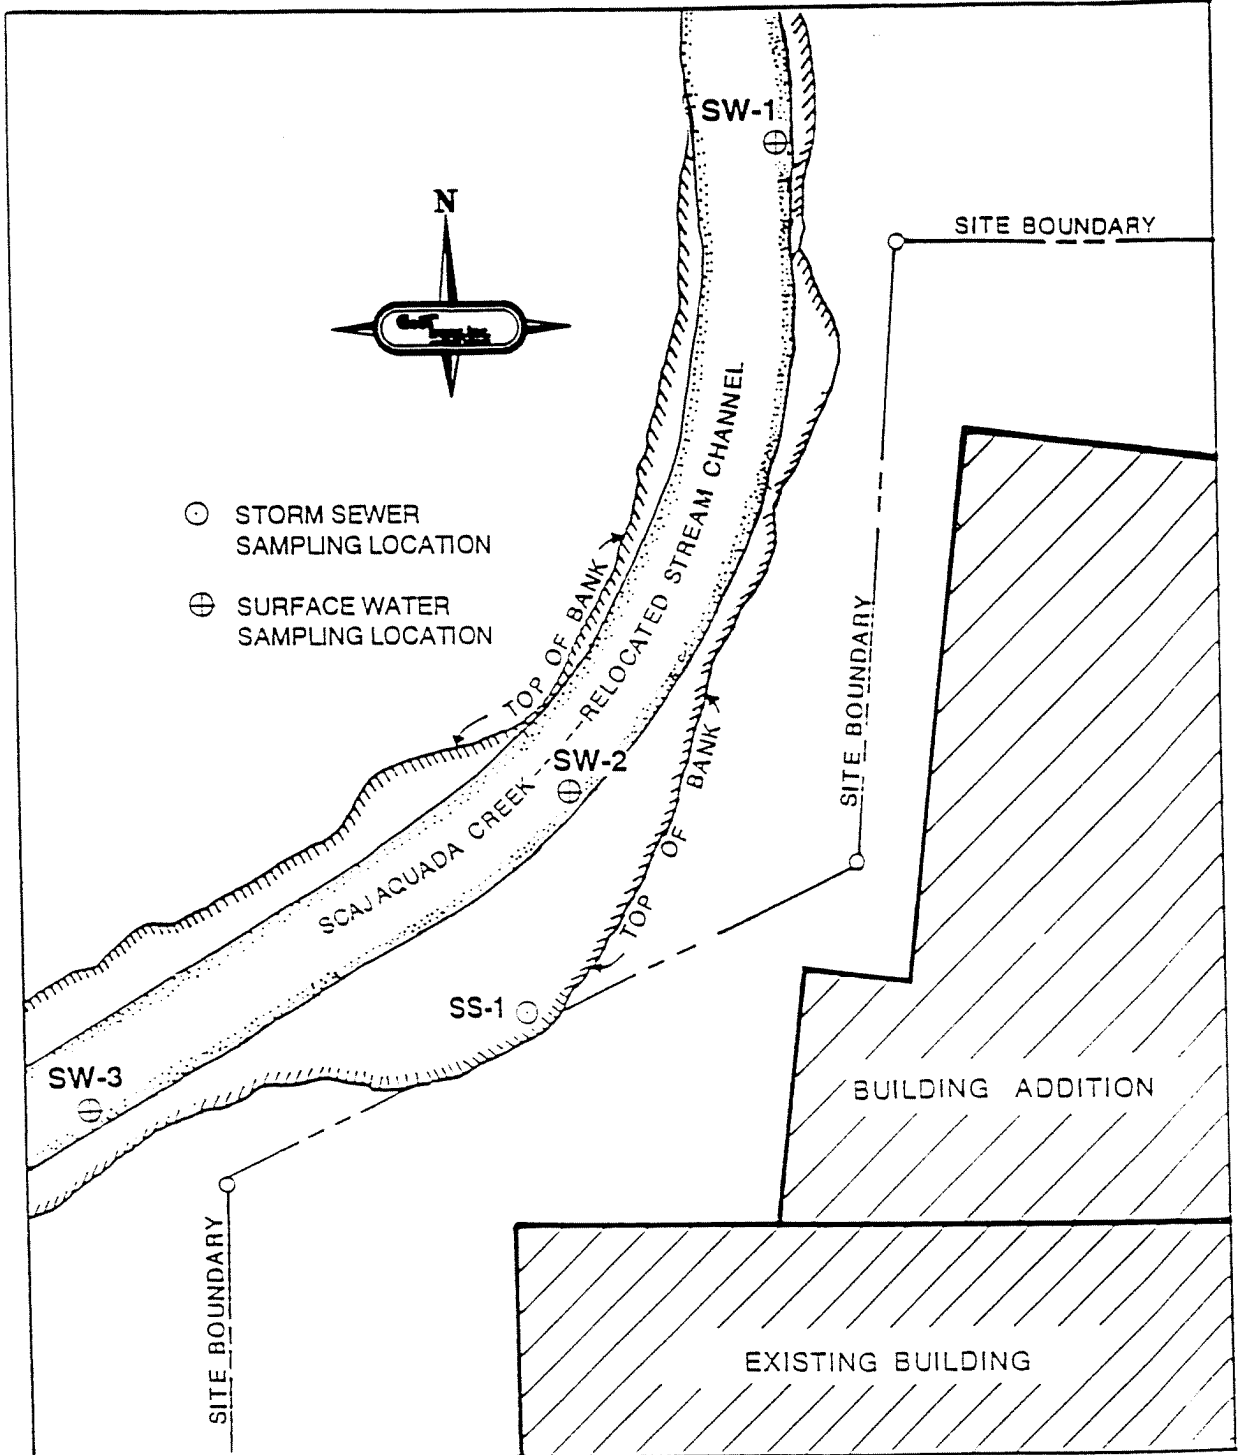 SW-1
N
SITE BOUNDARY
STORM SEWER
SAMPLING LOCATION
SURFACE WATER
SAMPLING LOCATION
TOP OF BANK
SCAJAQUADA CREEK - RELOCATED STREAM CHANNEL
SW-2
TOP OF BANK
SITE BOUNDARY
SS-1
SW-3
SITE BOUNDARY
BUILDING ADDITION
EXISTING BUILDING